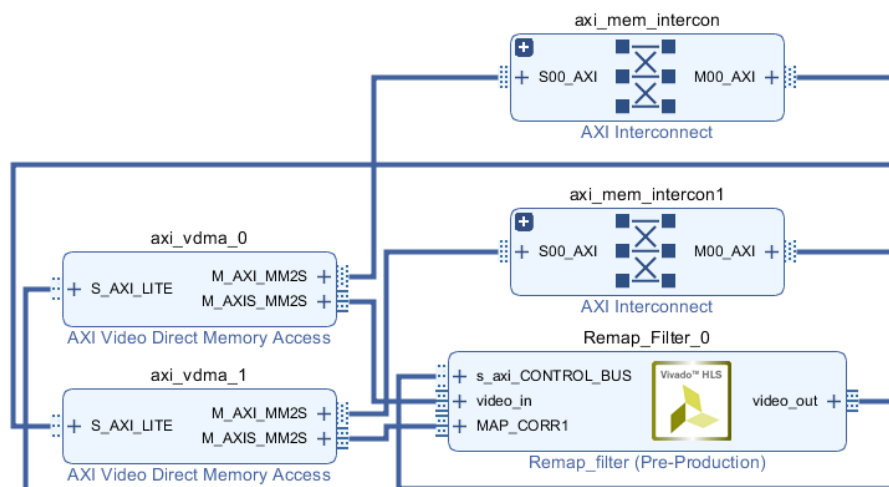 axi_mem_intercon
S00_AXI M00_AXI
AXI Interconnect
axi_mem_intercon1
S00_AXI M00_AXI
AXI Interconnect
axi_vdma_0
S_AXI_LITE M_AXI_MM2S
M_AXIS_MM2S
AXI Video Direct Memory Access
axi_vdma_1
S_AXI_LITE M_AXI_MM2S
M_AXIS_MM2S
AXI Video Direct Memory Access
Remap_Filter_0
s_axi_CONTROL_BUS
video_in
MAP_CORR1
Vivado™ HLS
video_out
Remap_filter (Pre-Production)